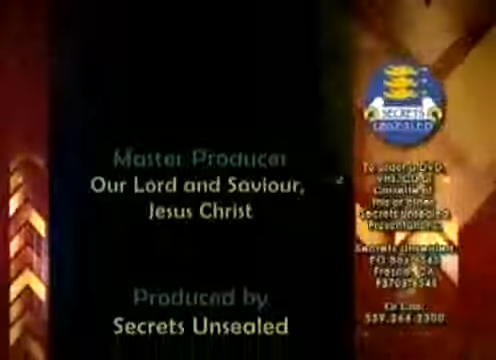 Master Producer
Our Lord and Saviour,
Jesus Christ
Produced by
Secrets Unsealed
SECRETS
UNSEALED
To order a DVD,
VHS, CD or
Cassette of
this or other
Secrets Unsealed
Presentations:
Secrets Unsealed
PO Box
Fresno, CA
Or Call:
559.264.2300